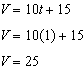 V = 10t + 15
V = 10(1) + 15
V = 25